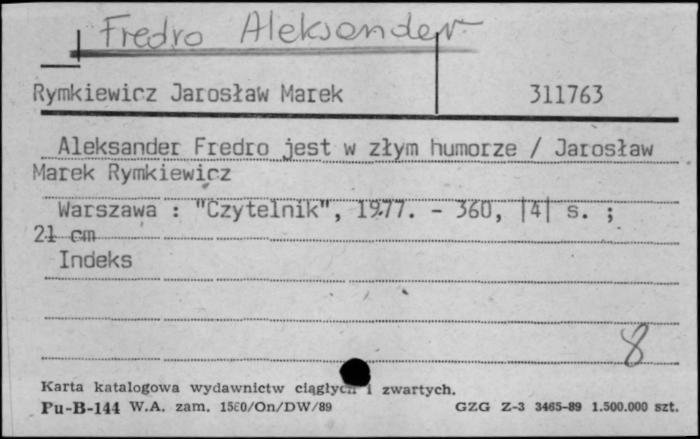 Fredro Aleksander
Rymkiewicz Jarosław Marek 311763
Aleksander Fredro jest w złym humorze / Jarosław
Marek Rymkiewicz
Warszawa : "Czytelnik", 1977. - 360, |4| s. ;
21 cm
Indeks
8
Karta katalogowa wydawnictw ciągłych i zwartych.
Pu-B-144 W.A. zam. 1560/On/DW/89 GZG Z-3 3465-89 1.500.000 szt.